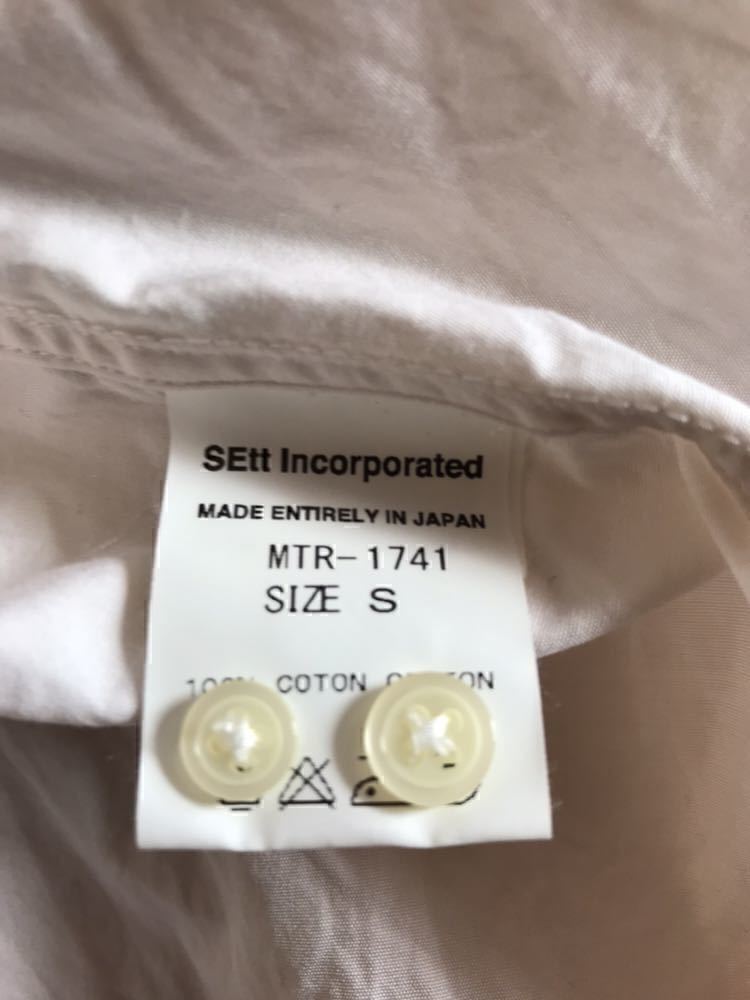 SEtt Incorporated
MADE ENTIRELY IN JAPAN
MTR-1741
SIZE S
COTON